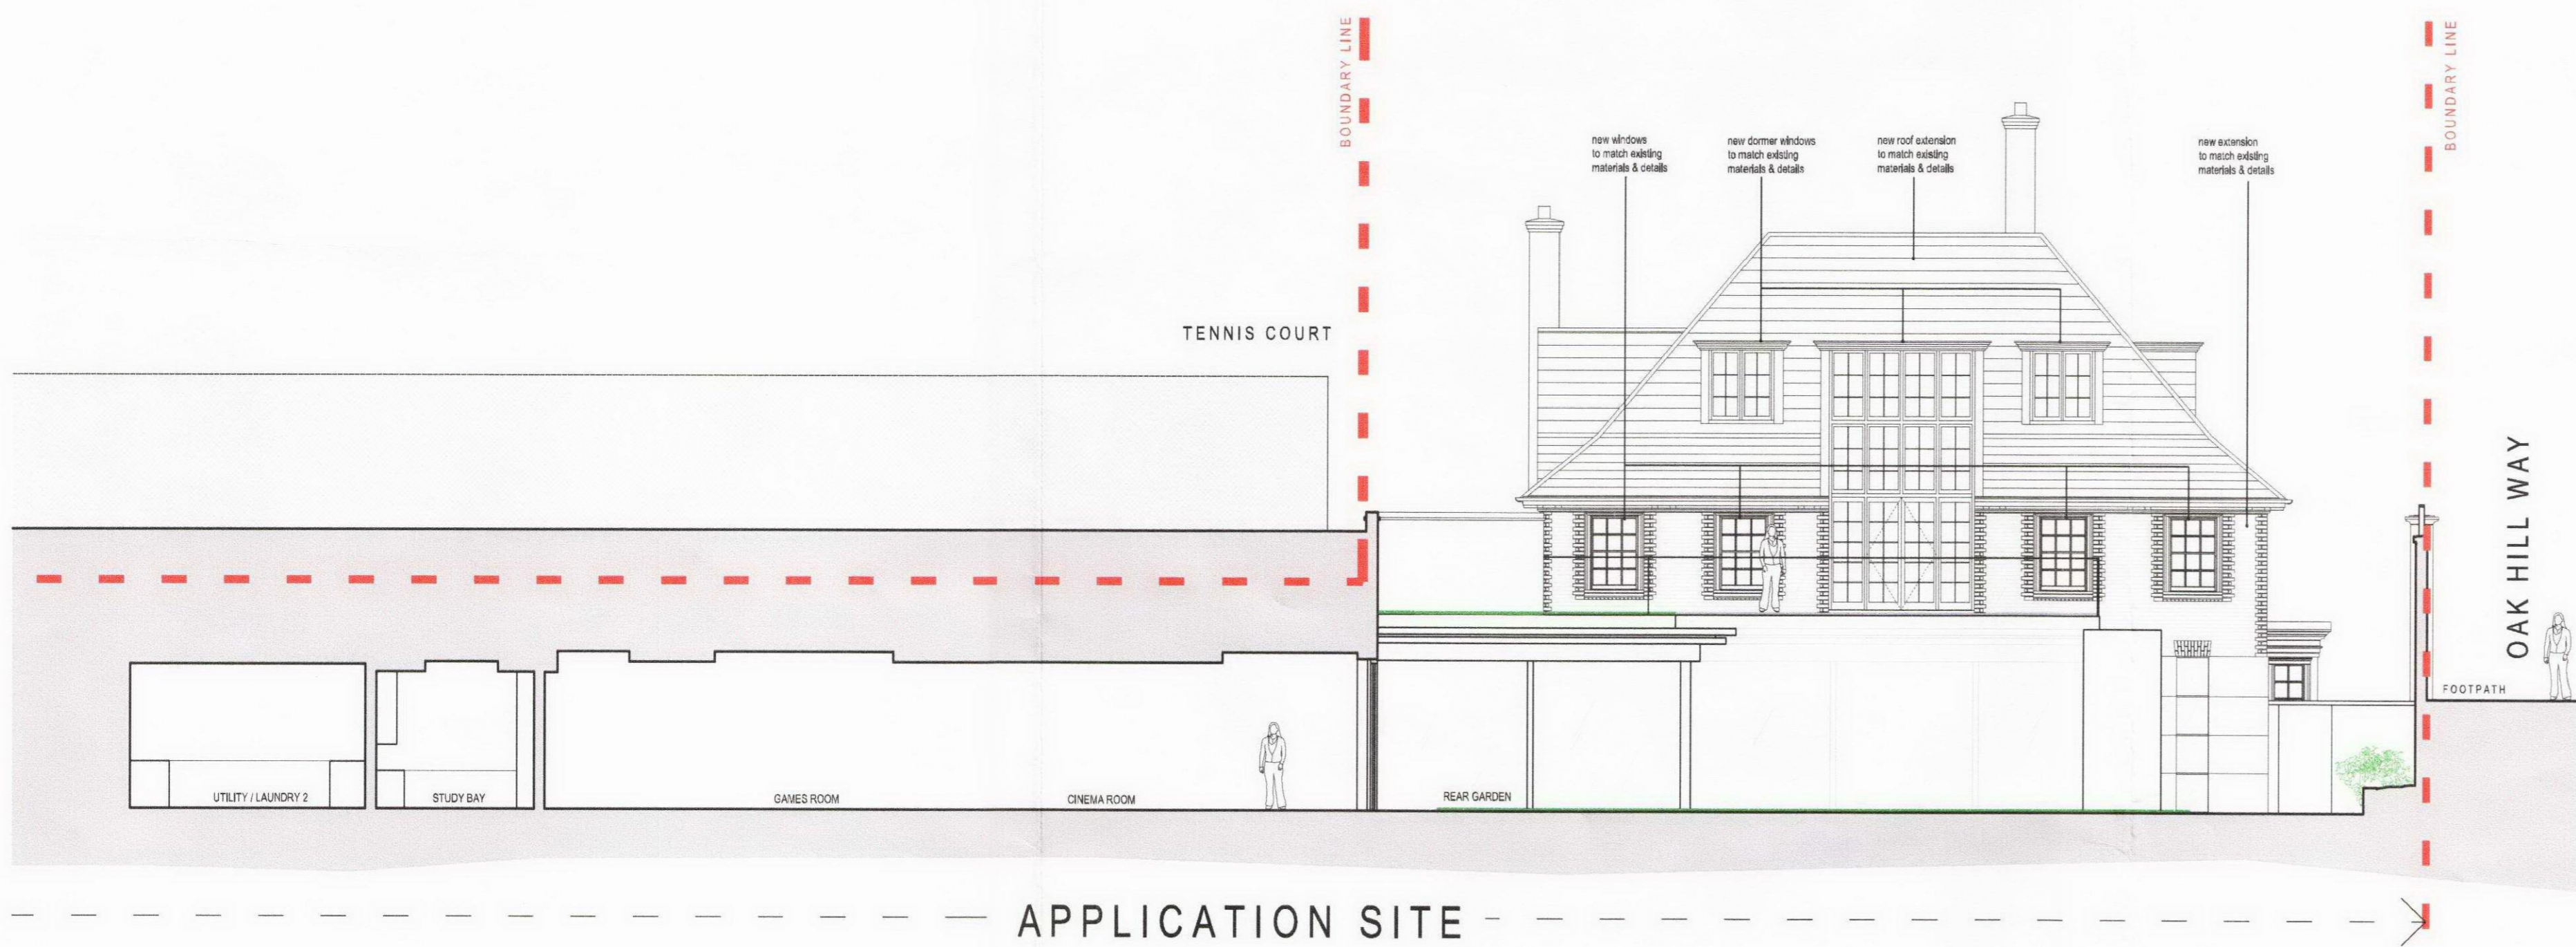 BOUNDARY LINE
BOUNDARY LINE
new windows
to match existing
materials & details
new dormer windows
to match existing
materials & details
new roof extension
to match existing
materials & details
new extension
to match existing
materials & details
TENNIS COURT
OAK HILL WAY
FOOTPATH
UTILITY / LAUNDRY 2
STUDY BAY
GAMES ROOM
CINEMA ROOM
REAR GARDEN
APPLICATION SITE